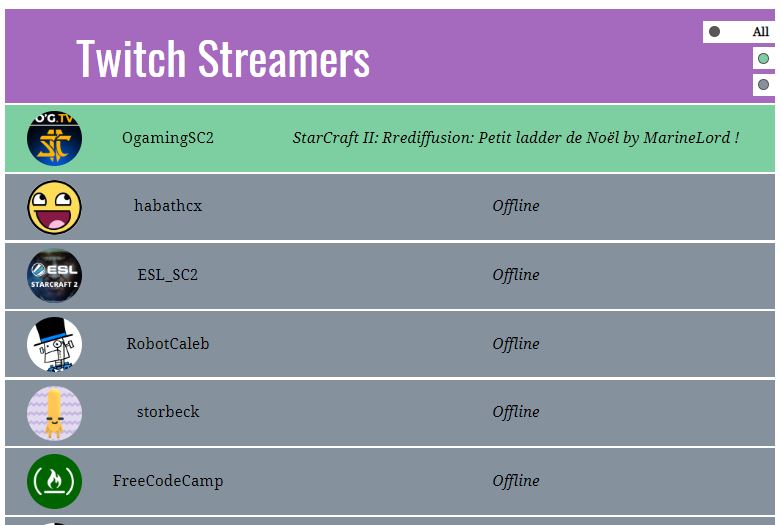 All
Twitch Streamers
O'G.TV
OgamingSC2
StarCraft II: Rrediffusion: Petit ladder de Noël by MarineLord !
habathcx
Offline
ESL
STARCRAFT 2
ESL_SC2
Offline
RobotCaleb
Offline
storbeck
Offline
FreeCodeCamp
Offline